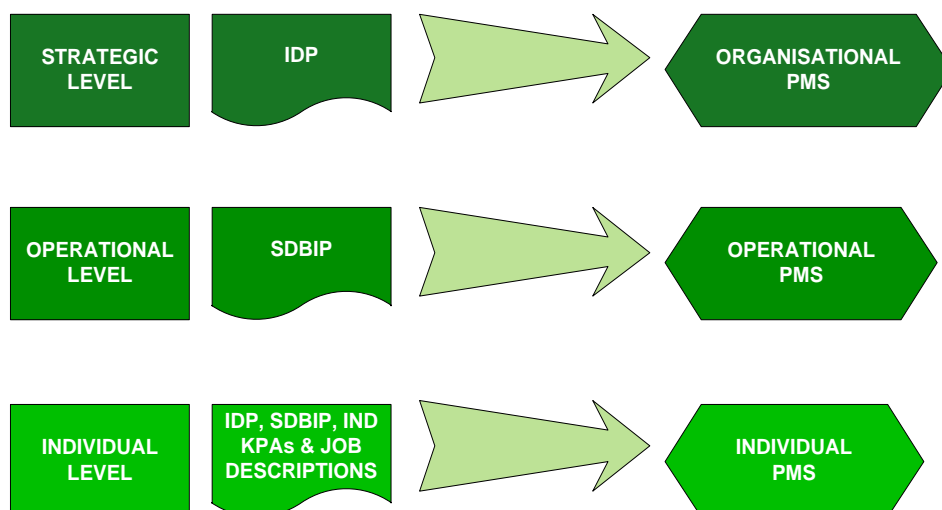 STRATEGIC
LEVEL
IDP
ORGANISATIONAL
PMS
OPERATIONAL
LEVEL
SDBIP
OPERATIONAL
PMS
INDIVIDUAL
LEVEL
IDP, SDBIP, IND
KPAs & JOB
DESCRIPTIONS
INDIVIDUAL
PMS